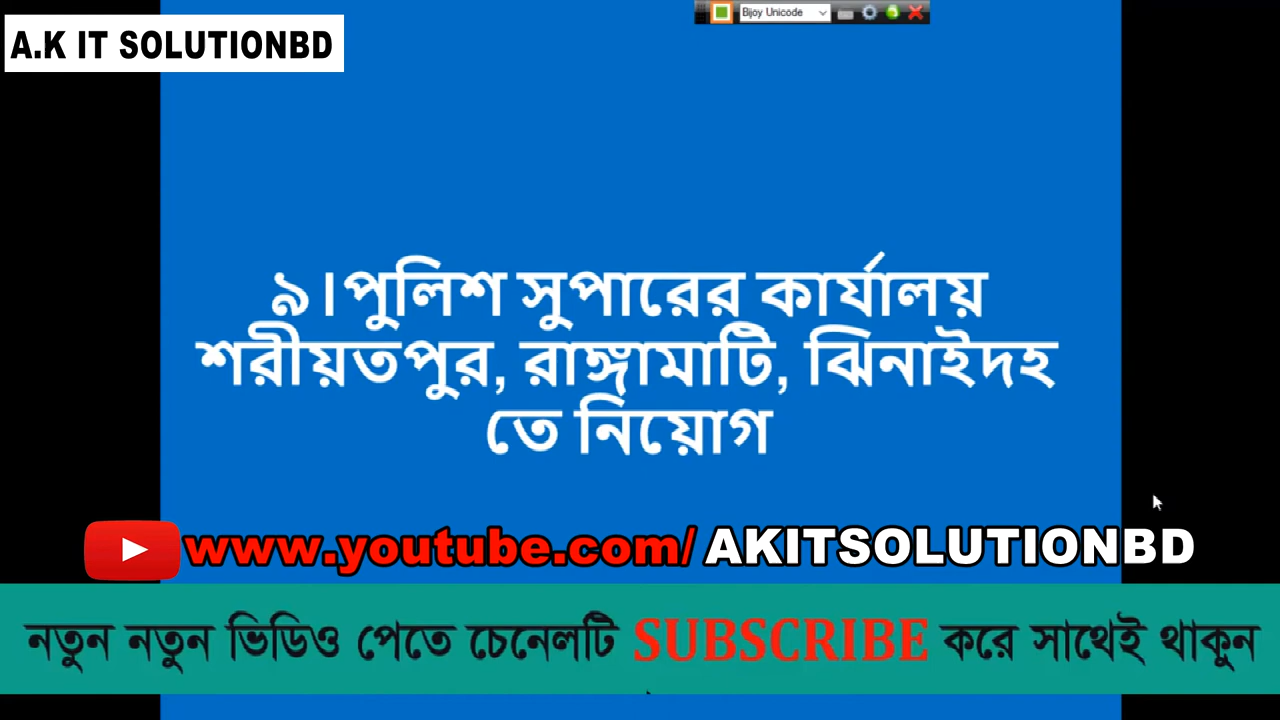 A.K IT SOLUTIONBD
Bijoy Unicode
৯।পুলিশ সুপারের কার্যালয়
শরীয়তপুর, রাঙ্গামাটি, ঝিনাইদহ
তে নিয়োগ
www.youtube.com/ AKITSOLUTIONBD
নতুন নতুন ভিডিও পেতে চেনেলটি SUBSCRIBE করে সাথেই থাকুন